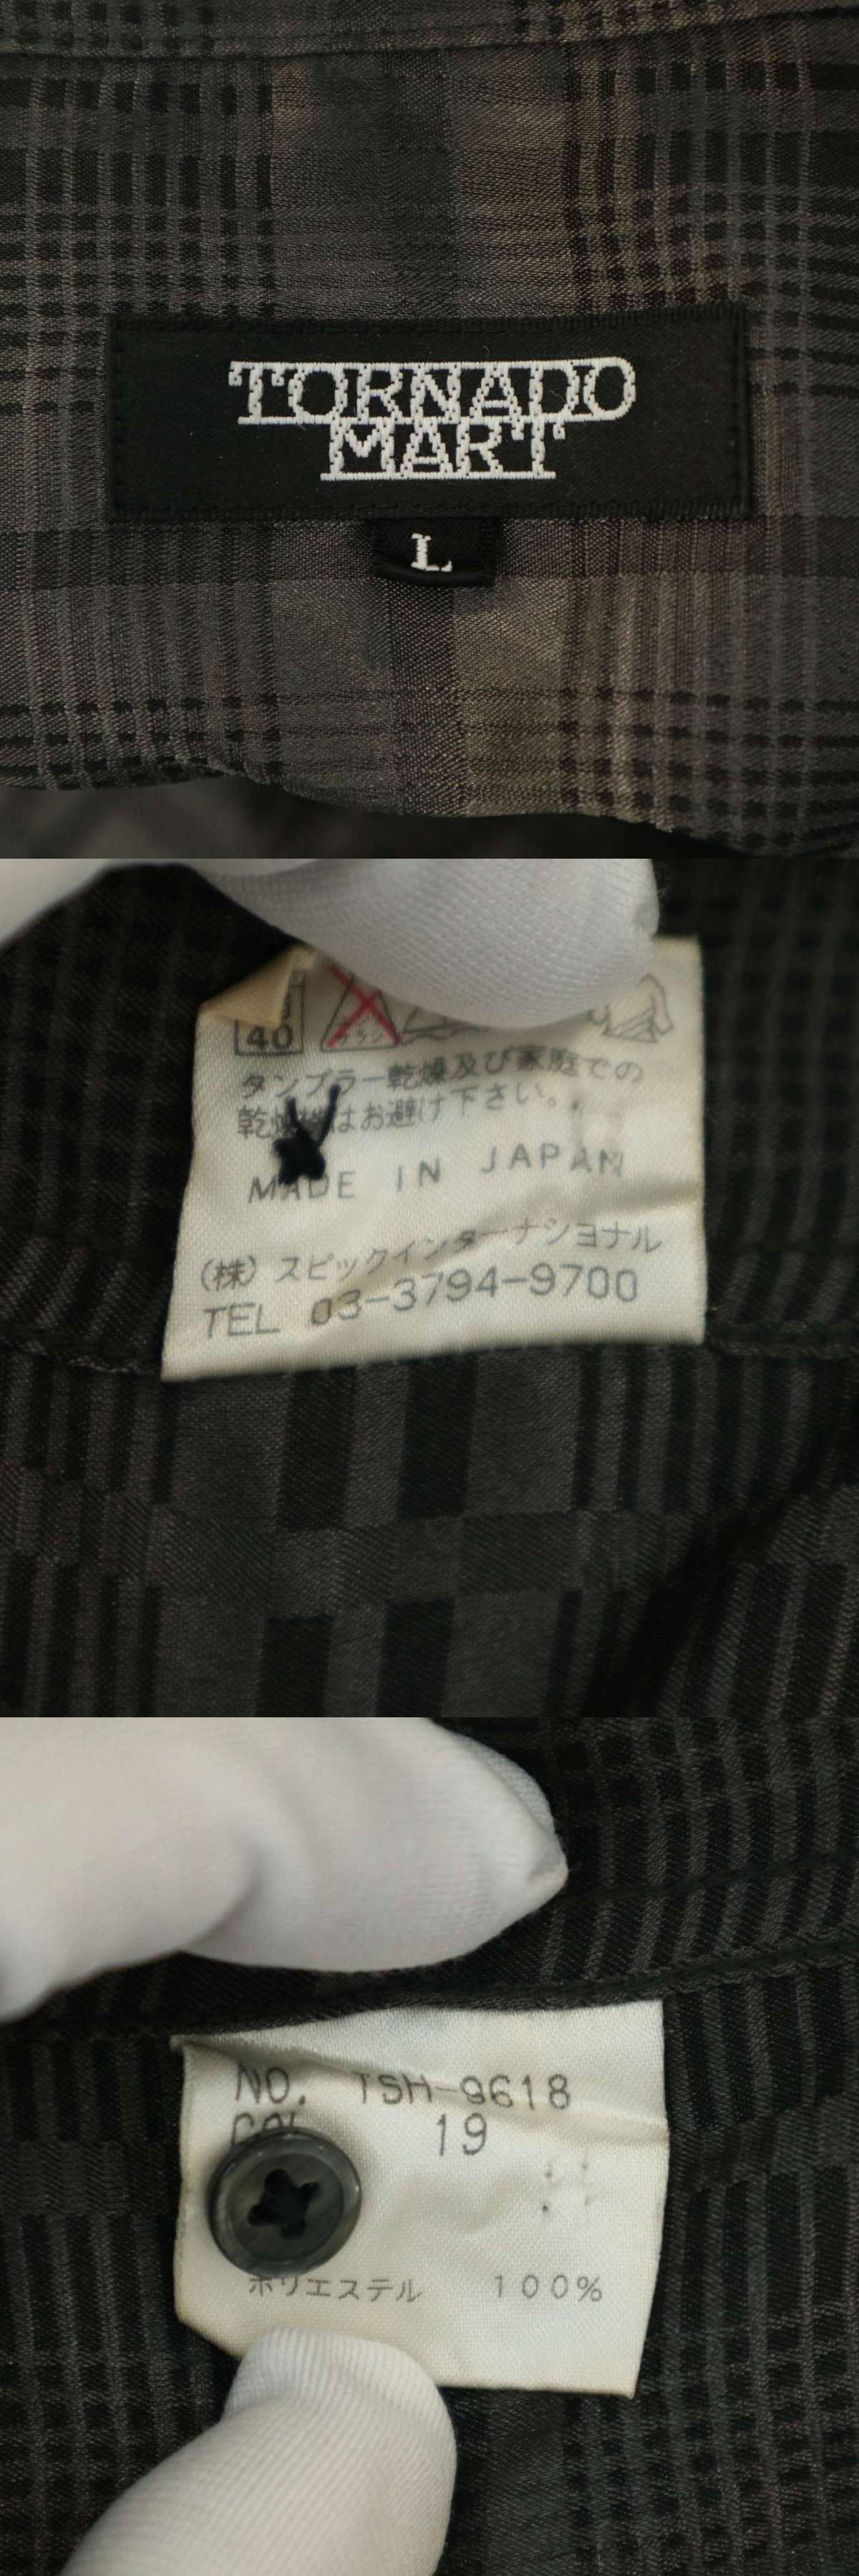 TORNADO
MART
L
40
タンブラー乾燥及び家庭での
乾燥機はお避け下さい。
MADE IN JAPAN
(株) スピックインターナショナル
TEL 03-3794-9700
NO. TSH-9618
COL 19
ポリエステル 100%